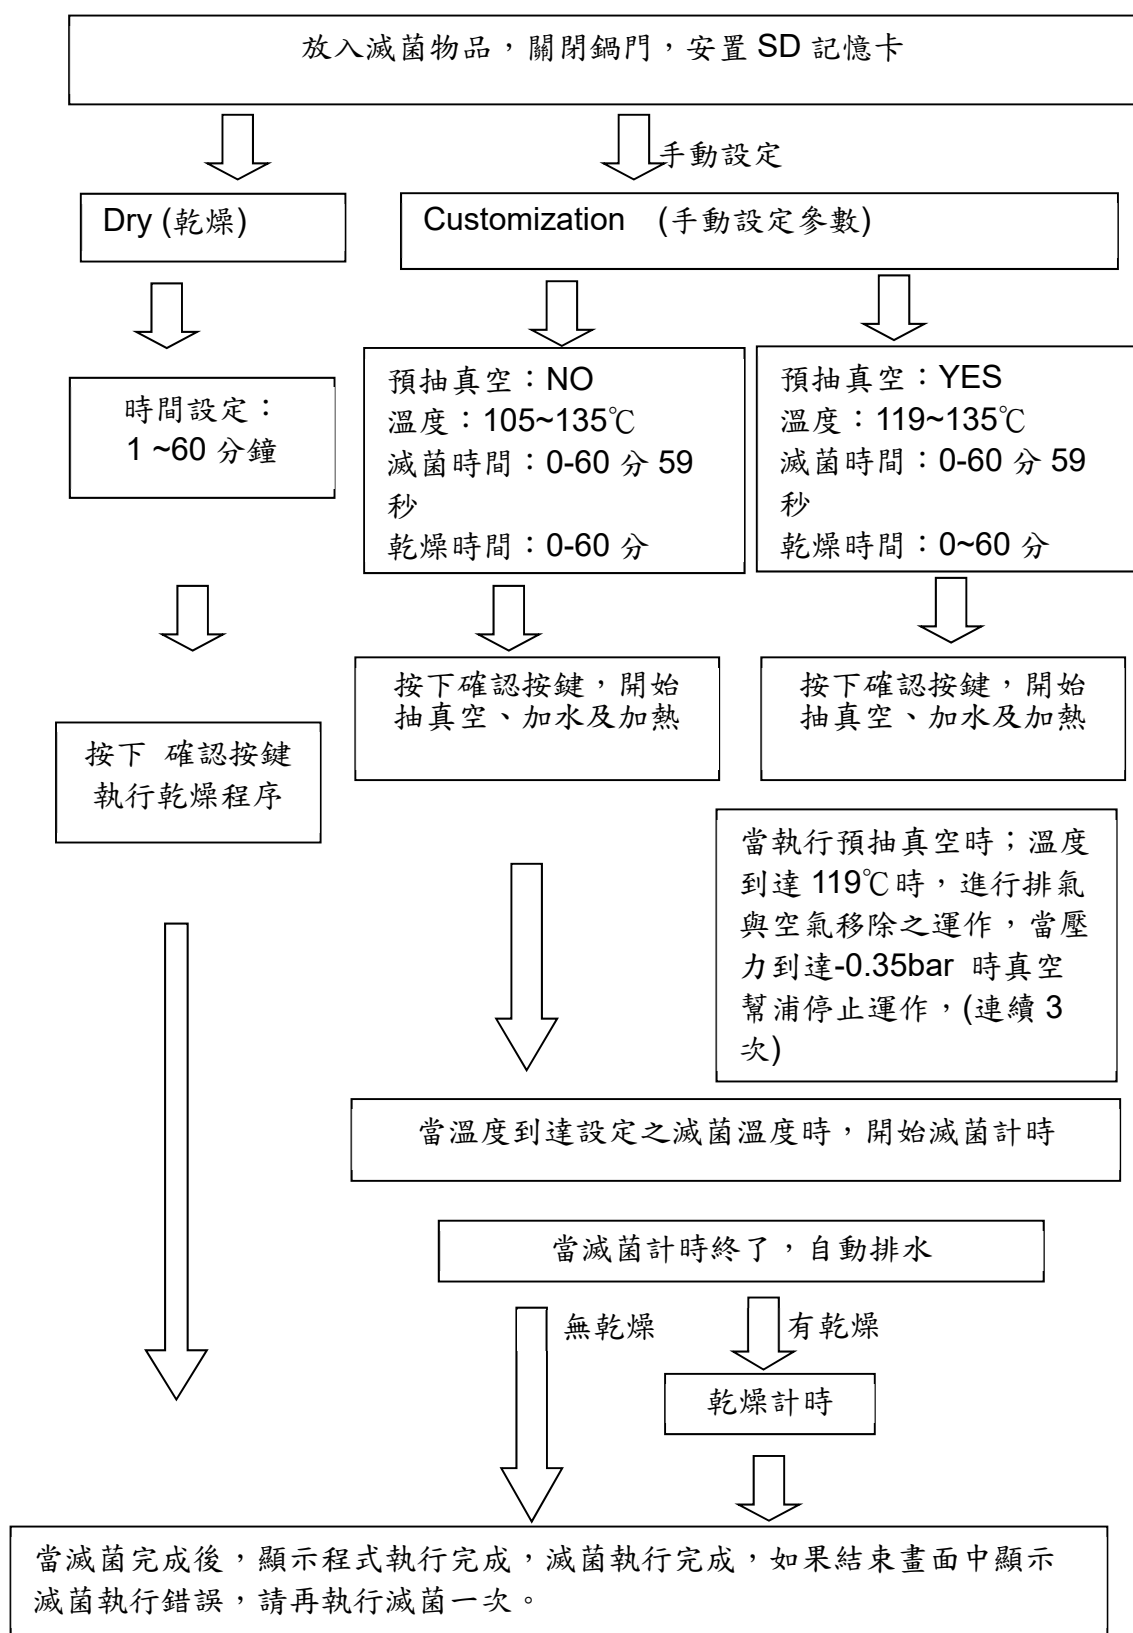 放入滅菌物品，關閉鍋門，安置 SD 記憶卡
手動設定
Dry (乾燥)
Customization (手動設定參數)
時間設定：
1 ~60 分鐘
預抽真空：NO
溫度：105~135℃
滅菌時間：0-60 分 59
秒
乾燥時間：0-60 分
預抽真空：YES
溫度：119~135℃
滅菌時間：0-60 分 59
秒
乾燥時間：0~60 分
按下 確認按鍵
執行乾燥程序
按下確認按鍵，開始
抽真空、加水及加熱
按下確認按鍵，開始
抽真空、加水及加熱
當執行預抽真空時；溫度
到達 119℃時，進行排氣
與空氣移除之運作，當壓
力到達-0.35bar 時真空
幫浦停止運作，(連續 3
次)
當溫度到達設定之滅菌溫度時，開始滅菌計時
當滅菌計時終了，自動排水
無乾燥
有乾燥
乾燥計時
當滅菌完成後，顯示程式執行完成，滅菌執行完成，如果結束畫面中顯示
滅菌執行錯誤，請再執行滅菌一次。